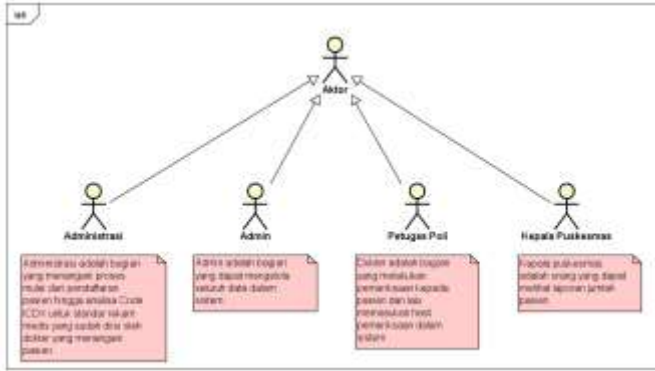 Aktor
Administrasi
Admin
Petugas Poli
Kepala Puskesmas
Administrasi adalah bagian
yang menangani proses
mulai dari pendaftaran
pasien hingga analisa Code
ICDX untuk standar rekam
medis yang sudah diisi oleh
dokter yang menangani
pasien
Admin adalah bagian
yang dapat mengelola
seluruh data dalam
sistem
Dokter adalah bagian
yang melakukan
pemeriksaan kepada
pasien dan lalu
memasukan hasil
pemeriksaan dalam
sistem
Kepala puskesmas
adalah orang yang dapat
melihat laporan jumlah
pasien